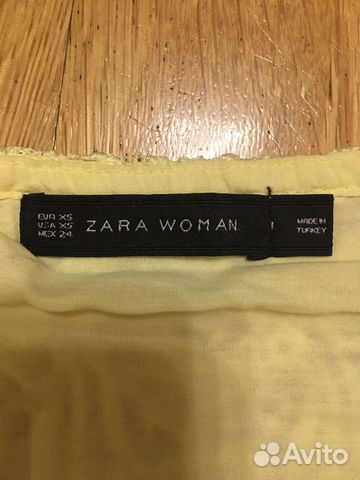 EUR XS
USA XS
MEX 24
ZARA WOMAN
MADE IN
TURKEY
Avito